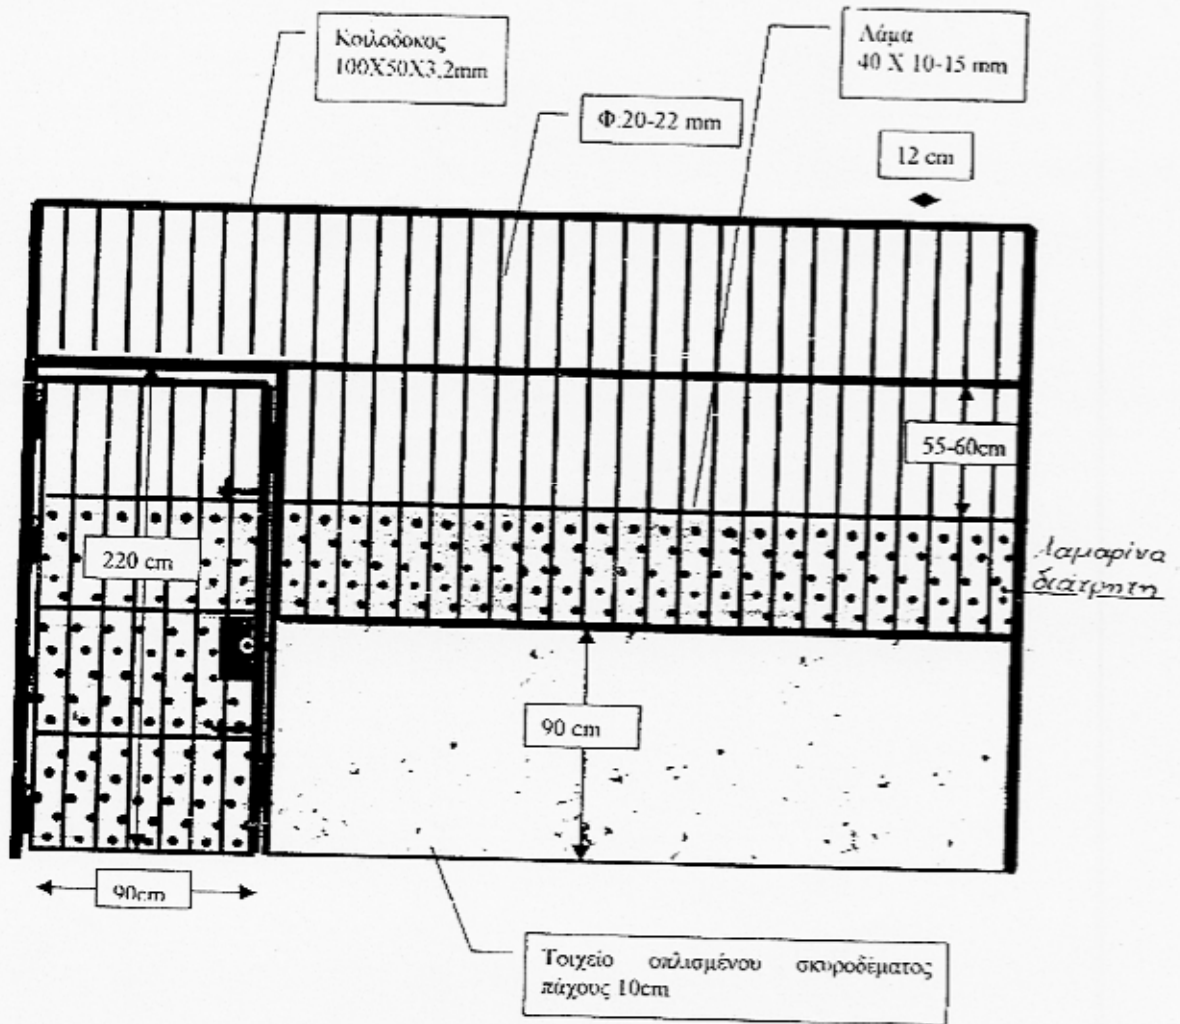 Κοιλοδοκος
100X50X3,2mm
Λάμα
40 X 10-15 mm
Φ.20-22 mm
12 cm
55-60cm
220 cm
λαμαρίνα
διάτρητη
90 cm
90cm
Τοιχείο οπλισμένου σκυροδέματος
πάχους 10cm